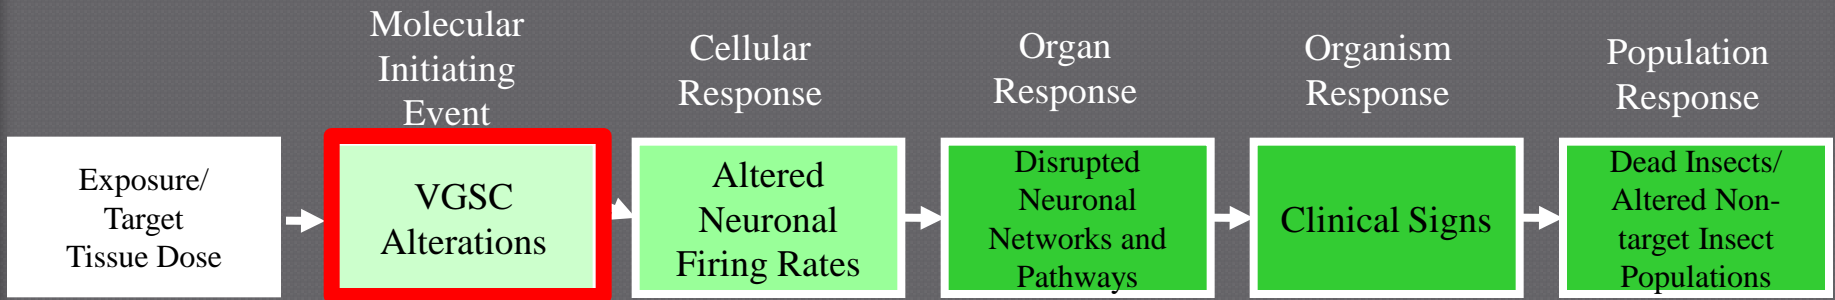 Molecular
Initiating
Event
Cellular
Response
Organ
Response
Organism
Response
Population
Response
Exposure/
Target
Tissue Dose
VGSC
Alterations
Altered
Neuronal
Firing Rates
Disrupted
Neuronal
Networks and
Pathways
Clinical Signs
Dead Insects/
Altered Non-
target Insect
Populations